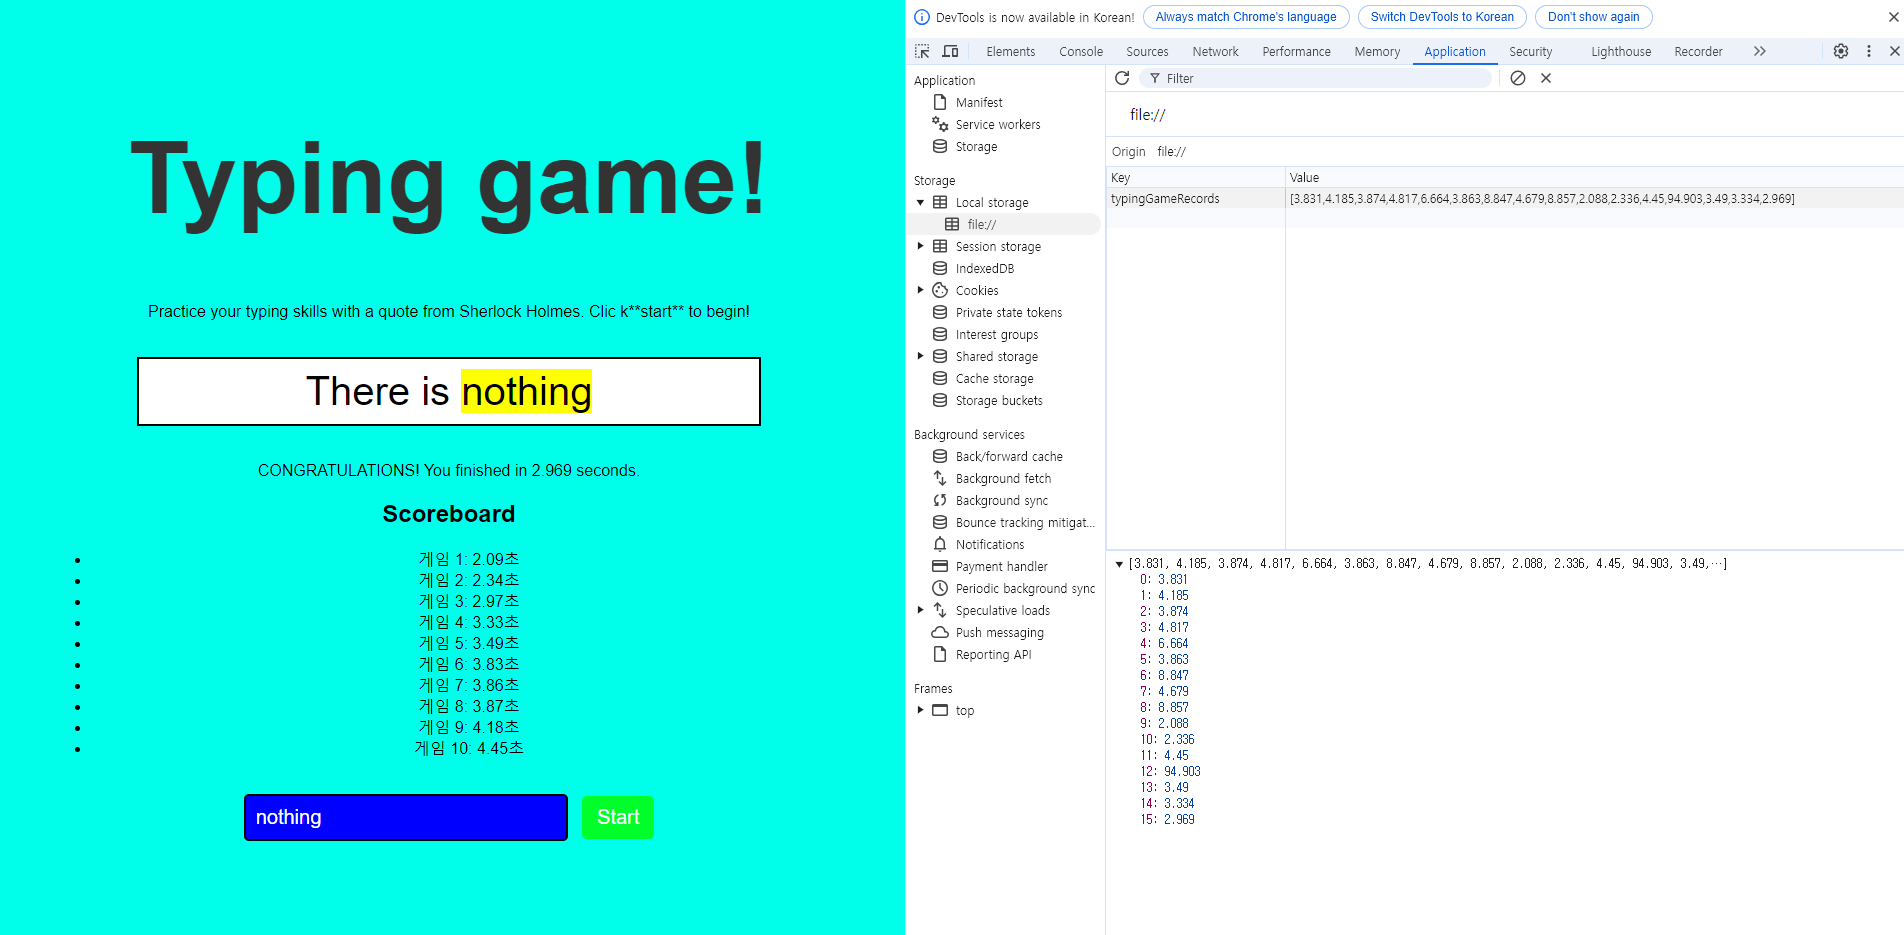 Typing game!
Practice your typing skills with a quote from Sherlock Holmes. Clic k**start** to begin!
There is nothing
CONGRATULATIONS! You finished in 2.969 seconds.
Scoreboard
게임 1: 2.09초
게임 2: 2.34초
게임 3: 2.97초
게임 4: 3.33초
게임 5: 3.49초
게임 6: 3.83초
게임 7: 3.86초
게임 8: 3.87초
게임 9: 4.18초
게임 10: 4.45초
nothing Start
DevTools is now available in Korean! Always match Chrome's language Switch DevTools to Korean Don't show again
Elements Console Sources Network Performance Memory Application Security Lighthouse Recorder
Application
Manifest
Service workers
Storage
Storage
Local storage
file://
Session storage
IndexedDB
Cookies
Private state tokens
Interest groups
Shared storage
Cache storage
Storage buckets
Background services
Back/forward cache
Background fetch
Background sync
Bounce tracking mitigat...
Notifications
Payment handler
Periodic background sync
Speculative loads
Push messaging
Reporting API
Frames
top
Filter
file://
Origin file://
Key Value
typingGameRecords [3.831,4.185,3.874,4.817,6.664,3.863,8.847,4.679,8.857,2.088,2.336,4.45,94.903,3.49,3.334,2.969]
[3.831, 4.185, 3.874, 4.817, 6.664, 3.863, 8.847, 4.679, 8.857, 2.088, 2.336, 4.45, 94.903, 3.49,…]
0: 3.831
1: 4.185
2: 3.874
3: 4.817
4: 6.664
5: 3.863
6: 8.847
7: 4.679
8: 8.857
9: 2.088
10: 2.336
11: 4.45
12: 94.903
13: 3.49
14: 3.334
15: 2.969